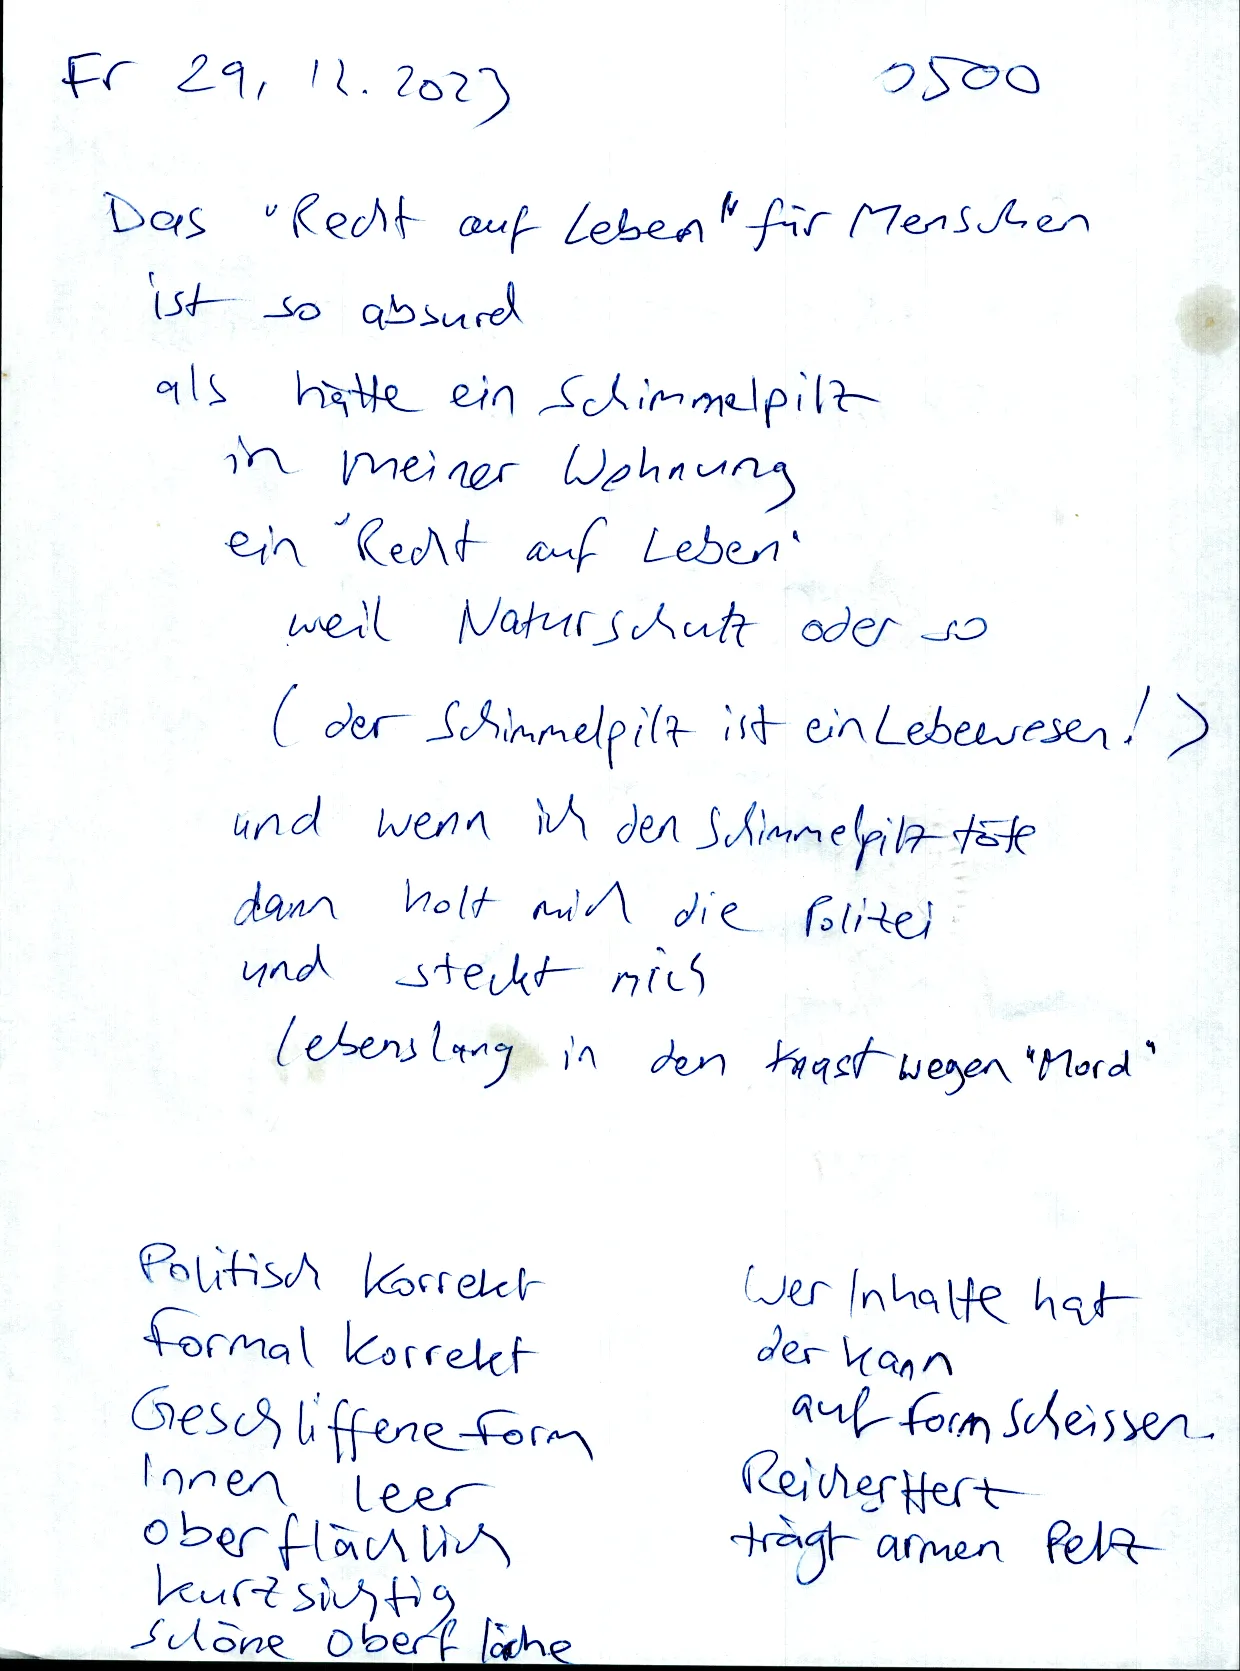 Fr 29.12.2023 0500
Das "Recht auf Leben" für Menschen
ist so absurd
als hätte ein Schimmelpilz
in meiner Wohnung
ein "Recht auf Leben"
weil Naturschutz oder so
(der Schimmelpilz ist ein Lebewesen!)
und wenn ich den Schimmelpilz töte
dann holt mich die Polizei
und steckt mich
lebenslang in den Knast wegen "Mord"
Politisch Korrekt
Formal Korrekt
Geschliffene Form
Innen Leer
oberflächlich
kurzsichtig
schöne Oberfläche
Wer Inhalte hat
der kann
auf Form scheissen.
Reicher Herr
trägt armen Pelz